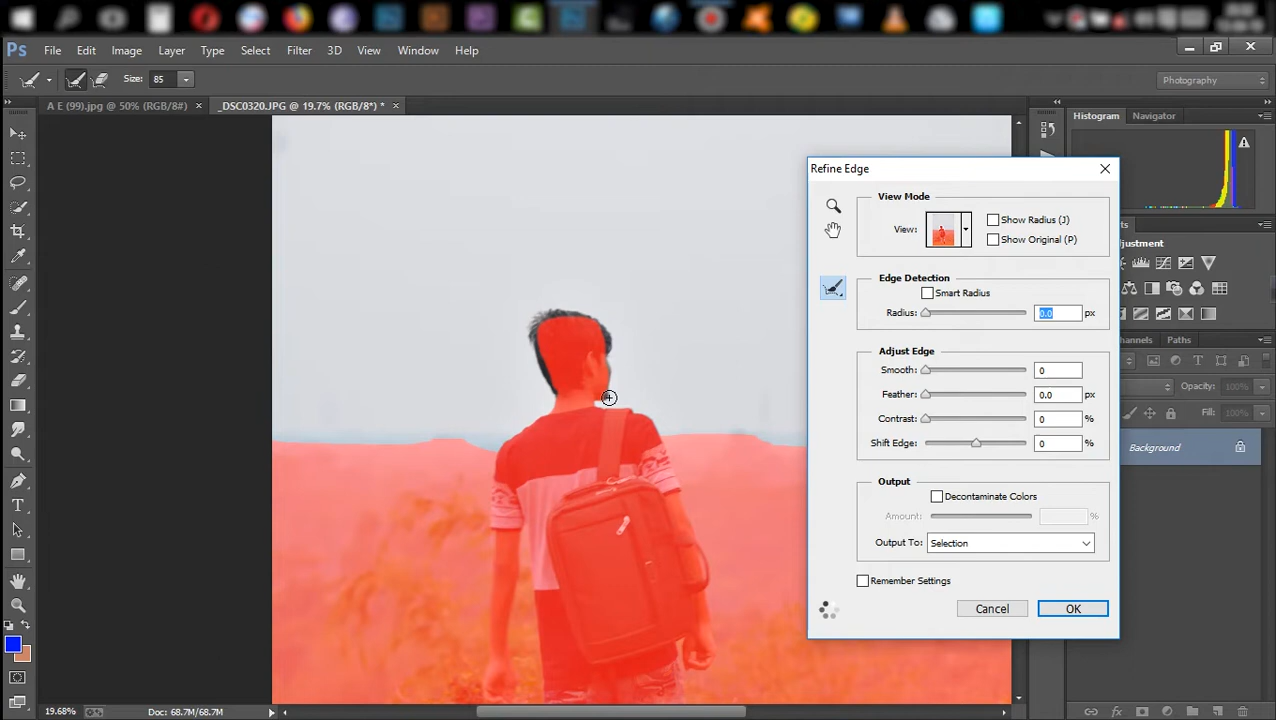 Ps File Edit Image Layer Type Select Filter 3D View Window Help
Size: 85 Photography
A E (99).jpg @ 50% (RGB/8#) × _DSC0320.JPG @ 19.7% (RGB/8*) * ×
Histogram Navigator
Refine Edge
View Mode
View:
Show Radius (J)
Show Original (P)
Edge Detection
Smart Radius
Radius: 0.0 px
Adjust Edge
Smooth: 0
Feather: 0.0 px
Contrast: 0 %
Shift Edge: 0 %
Output
Decontaminate Colors
Amount: %
Output To: Selection
Remember Settings
Cancel OK
djustment
Paths
Opacity: 100%
Fill: 100%
Background
19.68% Doc: 68.7M/68.7M